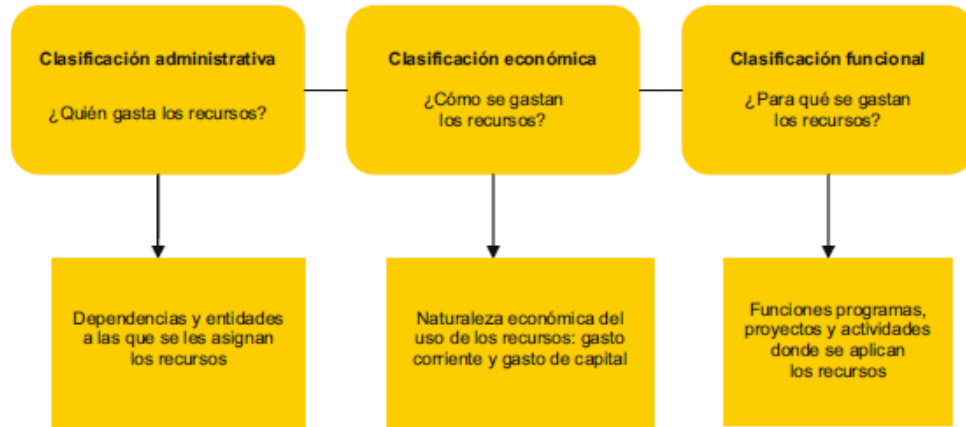 Clasificación administrativa
¿Quién gasta los recursos?
Clasificación económica
¿Cómo se gastan
los recursos?
Clasificación funcional
¿Para qué se gastan
los recursos?
Dependencias y entidades
a las que se les asignan
los recursos
Naturaleza económica del
uso de los recursos: gasto
corriente y gasto de capital
Funciones programas,
proyectos y actividades
donde se aplican
los recursos